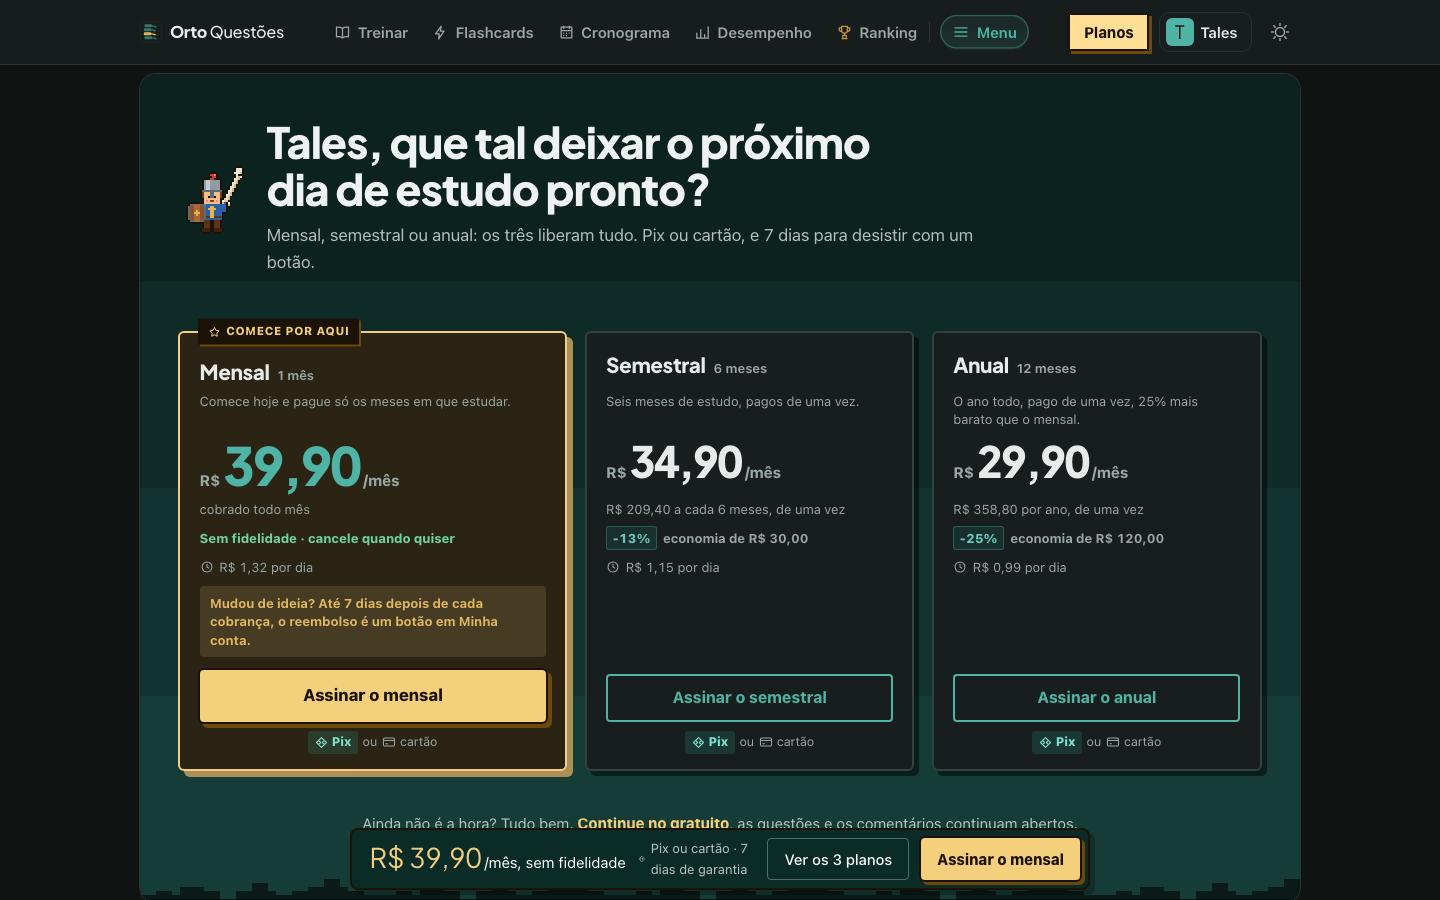 Orto Questões
Treinar
Flashcards
Cronograma
Desempenho
Ranking
Menu
Planos
T
Tales
Tales, que tal deixar o próximo
dia de estudo pronto?
Mensal, semestral ou anual: os três liberam tudo. Pix ou cartão, e 7 dias para desistir com um
botão.
COMECE POR AQUI
Mensal 1 mês
Comece hoje e pague só os meses em que estudar.
R$ 39,90/mês
cobrado todo mês
Sem fidelidade · cancele quando quiser
R$ 1,32 por dia
Mudou de ideia? Até 7 dias depois de cada
cobrança, o reembolso é um botão em Minha
conta.
Assinar o mensal
Pix ou cartão
Semestral 6 meses
Seis meses de estudo, pagos de uma vez.
R$ 34,90/mês
R$ 209,40 a cada 6 meses, de uma vez
-13% economia de R$ 30,00
R$ 1,15 por dia
Assinar o semestral
Pix ou cartão
Anual 12 meses
O ano todo, pago de uma vez, 25% mais
barato que o mensal.
R$ 29,90/mês
R$ 358,80 por ano, de uma vez
-25% economia de R$ 120,00
R$ 0,99 por dia
Assinar o anual
Pix ou cartão
Ainda não é a hora? Tudo bem. Continue no gratuito, as questões e os comentários continuam abertos.
R$ 39,90/mês, sem fidelidade
Pix ou cartão · 7
dias de garantia
Ver os 3 planos
Assinar o mensal